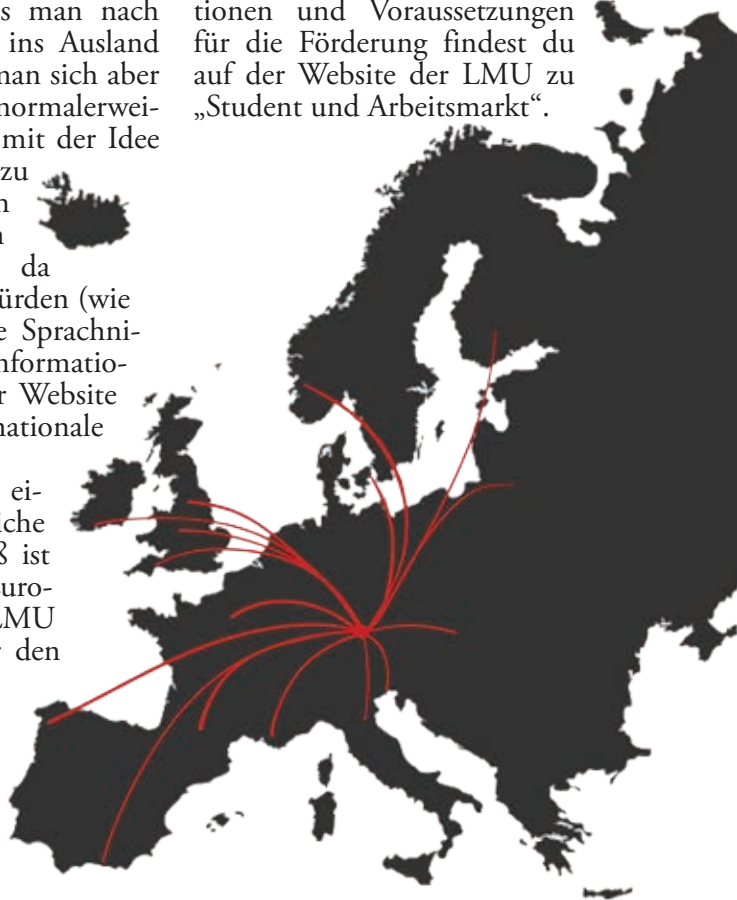 s man nach
ins Ausland
man sich aber
normalerwei-
mit der Idee
zu
n
n
da
ürden (wie
e Sprachni-
nformatio-
r Website
nationale
ei-
iche
ß ist
uro-
LMU
r den
tionen und Voraussetzungen
für die Förderung findest du
auf der Website der LMU zu
„Student und Arbeitsmarkt“.